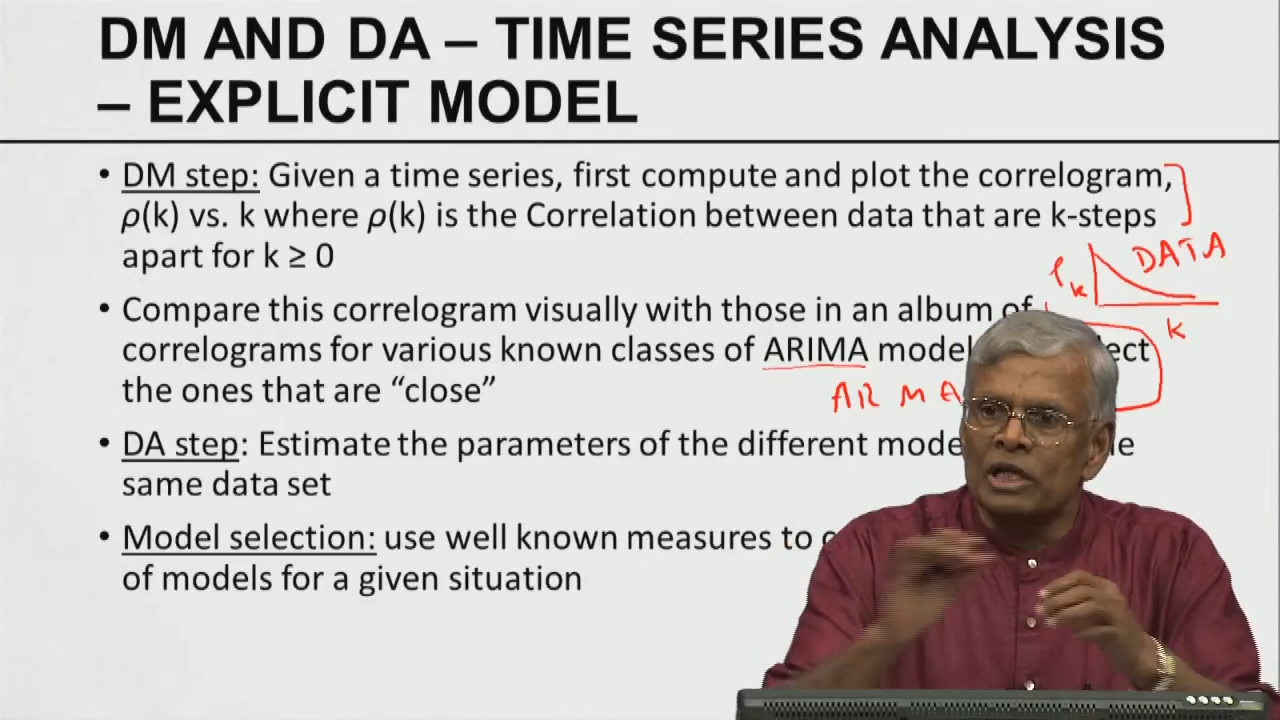 DM AND DA – TIME SERIES ANALYSIS
– EXPLICIT MODEL
• DM step: Given a time series, first compute and plot the correlogram,
ρ(k) vs. k where ρ(k) is the Correlation between data that are k-steps
apart for k ≥ 0
DATA
ρk
k
• Compare this correlogram visually with those in an album of
correlograms for various known classes of ARIMA model
the ones that are “close”
AR MA
• DA step: Estimate the parameters of the different
same data set
• Model selection: use well known measures to
of models for a given situation